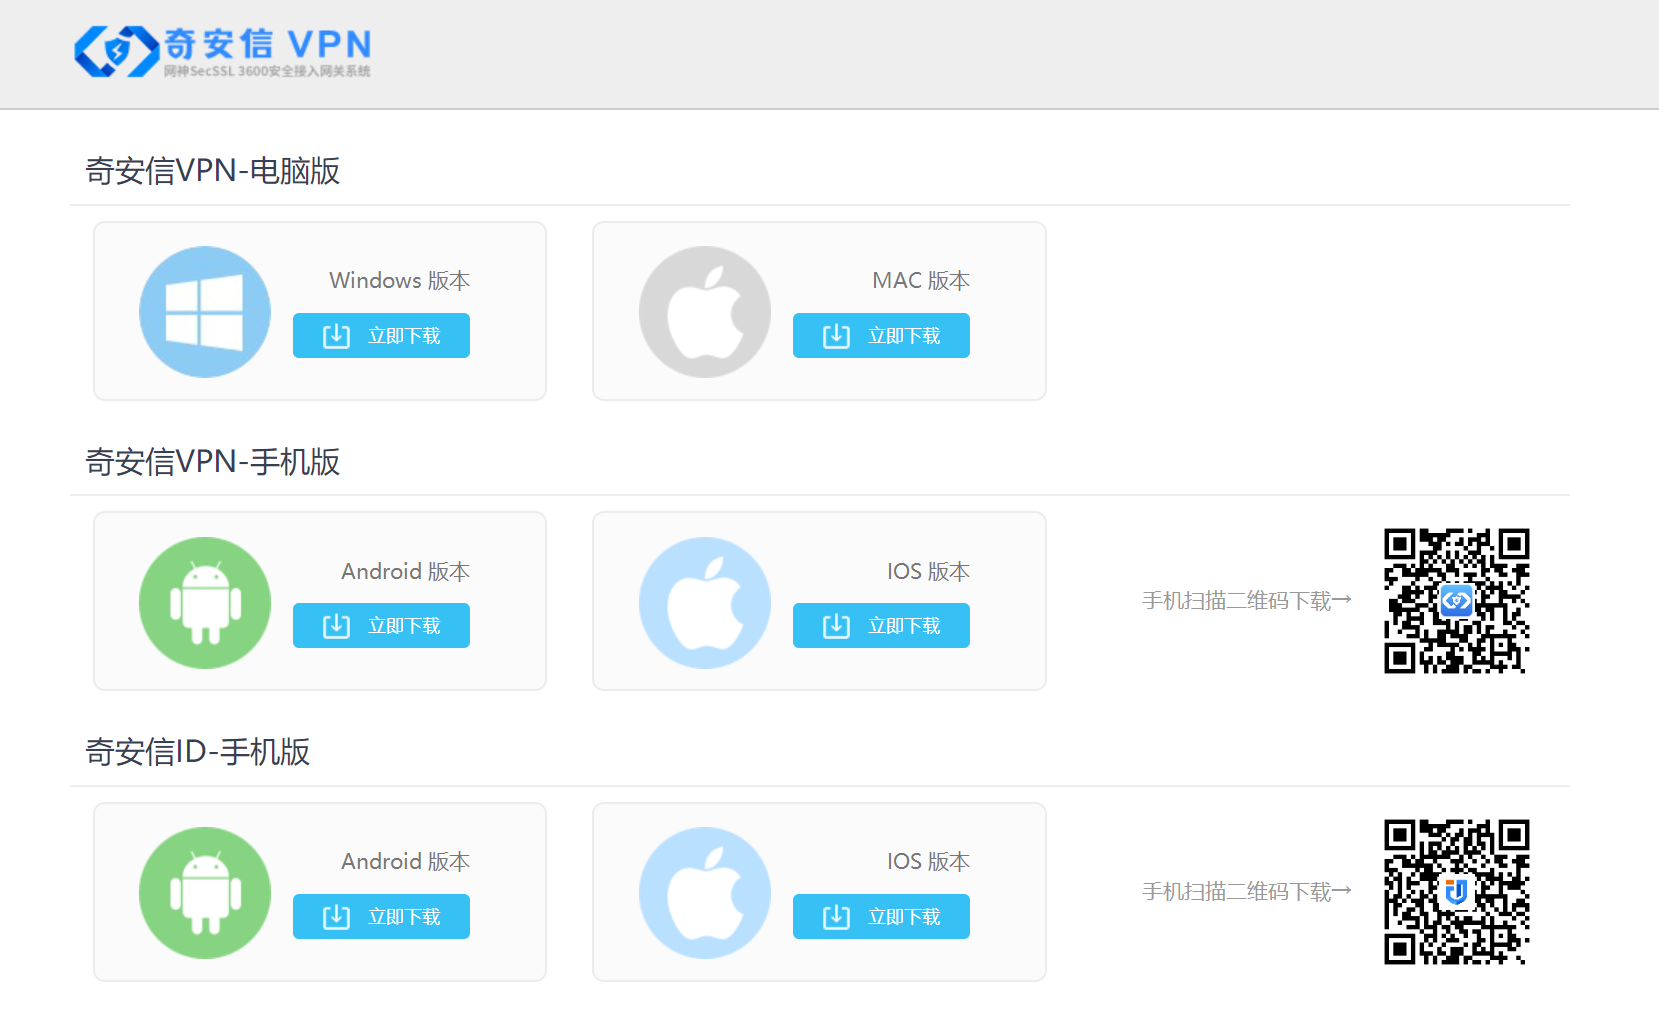 奇安信 VPN
网神SecSSL 3600安全接入网关系统
奇安信VPN-电脑版
Windows 版本
立即下载
MAC 版本
立即下载
奇安信VPN-手机版
Android 版本
立即下载
IOS 版本
立即下载
手机扫描二维码下载→
奇安信ID-手机版
Android 版本
立即下载
IOS 版本
立即下载
手机扫描二维码下载→